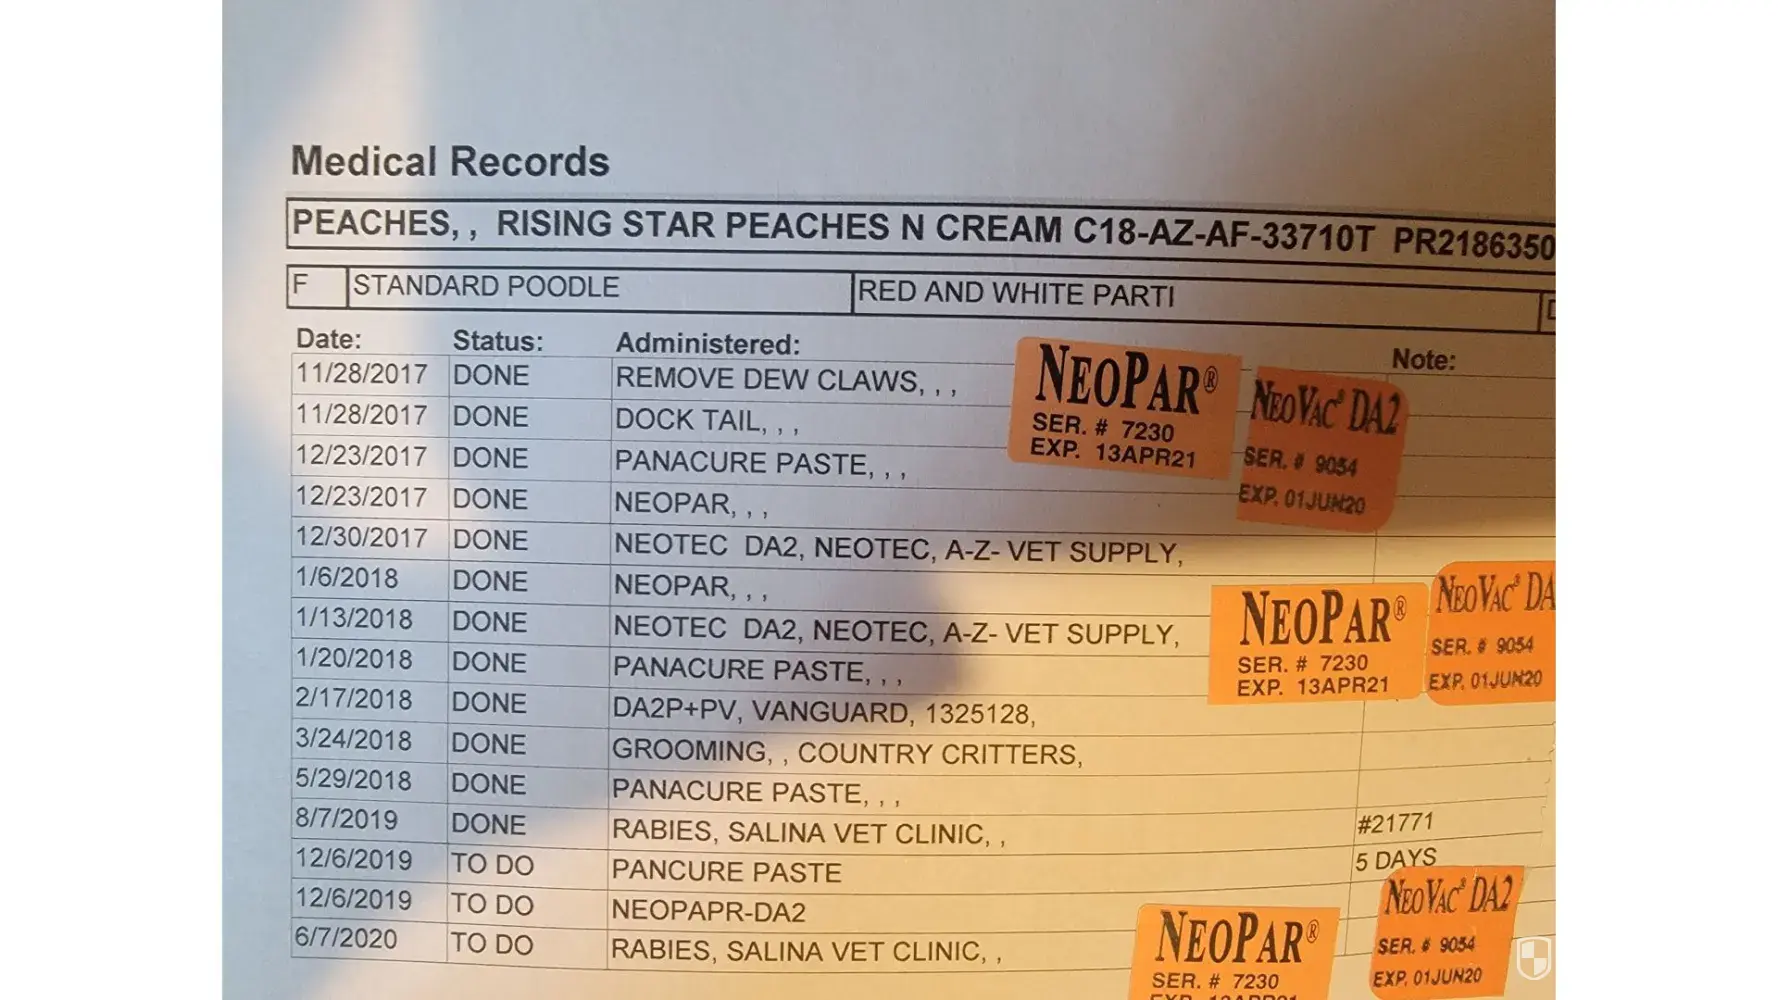 Medical Records
PEACHES, , RISING STAR PEACHES N CREAM C18-AZ-AF-33710T PR2186350
F STANDARD POODLE RED AND WHITE PARTI
Date: Status: Administered: Note:
11/28/2017 DONE REMOVE DEW CLAWS, , ,
11/28/2017 DONE DOCK TAIL, , ,
12/23/2017 DONE PANACURE PASTE, , ,
12/23/2017 DONE NEOPAR, , ,
12/30/2017 DONE NEOTEC DA2, NEOTEC, A-Z- VET SUPPLY,
1/6/2018 DONE NEOPAR, , ,
1/13/2018 DONE NEOTEC DA2, NEOTEC, A-Z- VET SUPPLY,
1/20/2018 DONE PANACURE PASTE, , ,
2/17/2018 DONE DA2P+PV, VANGUARD, 1325128,
3/24/2018 DONE GROOMING, , COUNTRY CRITTERS,
5/29/2018 DONE PANACURE PASTE, , ,
8/7/2019 DONE RABIES, SALINA VET CLINIC, , #21771
12/6/2019 TO DO PANCURE PASTE 5 DAYS
12/6/2019 TO DO NEOPAPR-DA2
6/7/2020 TO DO RABIES, SALINA VET CLINIC, ,
NEOPAR®
SER. # 7230
EXP. 13APR21
NEOVAC® DA2
SER. # 9054
EXP. 01JUN20
NEOPAR®
SER. # 7230
EXP. 13APR21
NEOVAC® DA
SER. # 9054
EXP. 01JUN20
NEOPAR®
SER. # 7230
NEOVAC® DA2
SER. # 9054
EXP. 01JUN20